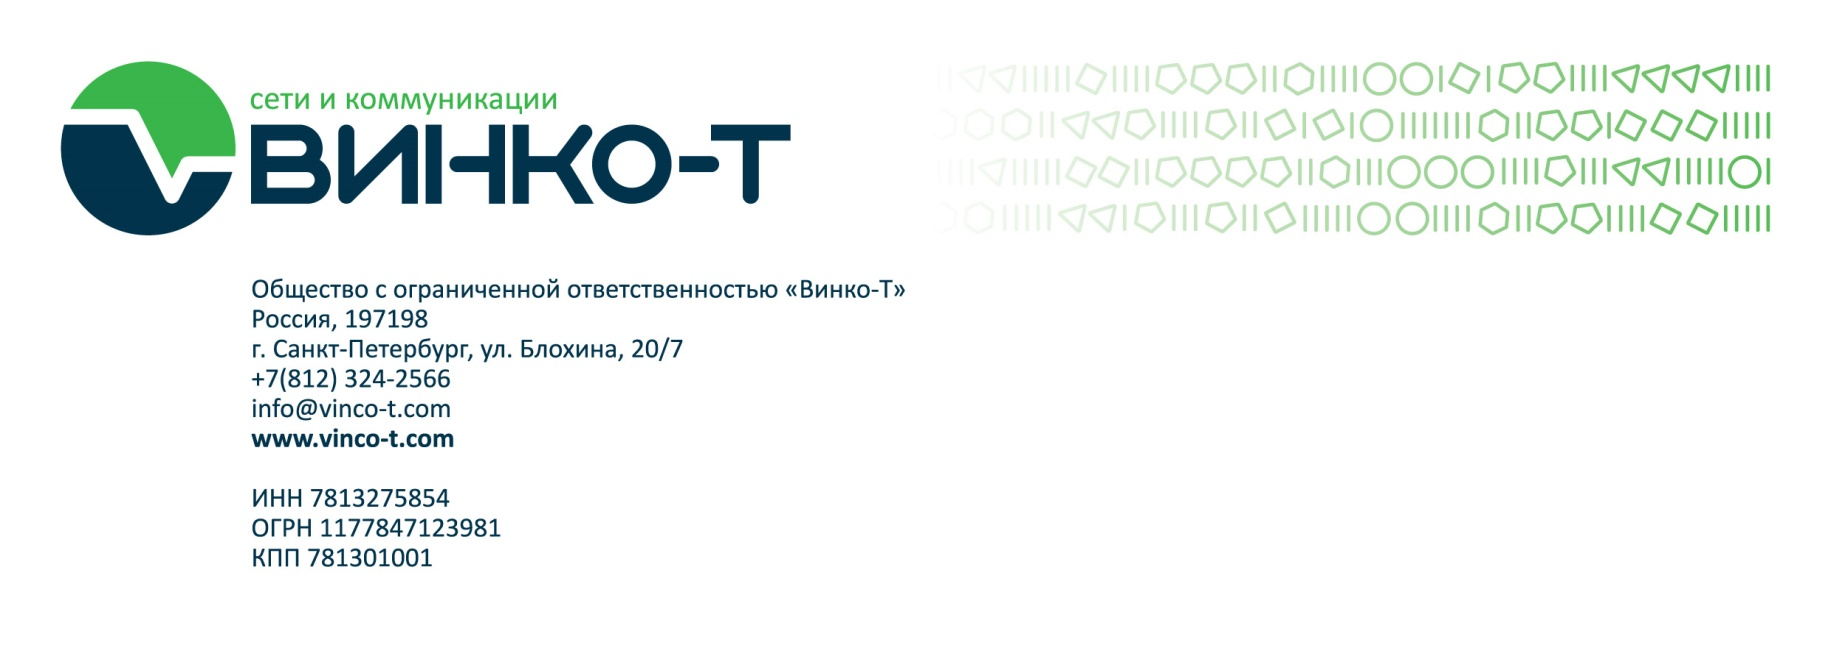 сети и коммуникации
ВИНКО-Т
Общество с ограниченной ответственностью «Винко-Т»
Россия, 197198
г. Санкт-Петербург, ул. Блохина, 20/7
+7(812) 324-2566
info@vinco-t.com
www.vinco-t.com
ИНН 7813275854
ОГРН 1177847123981
КПП 781301001